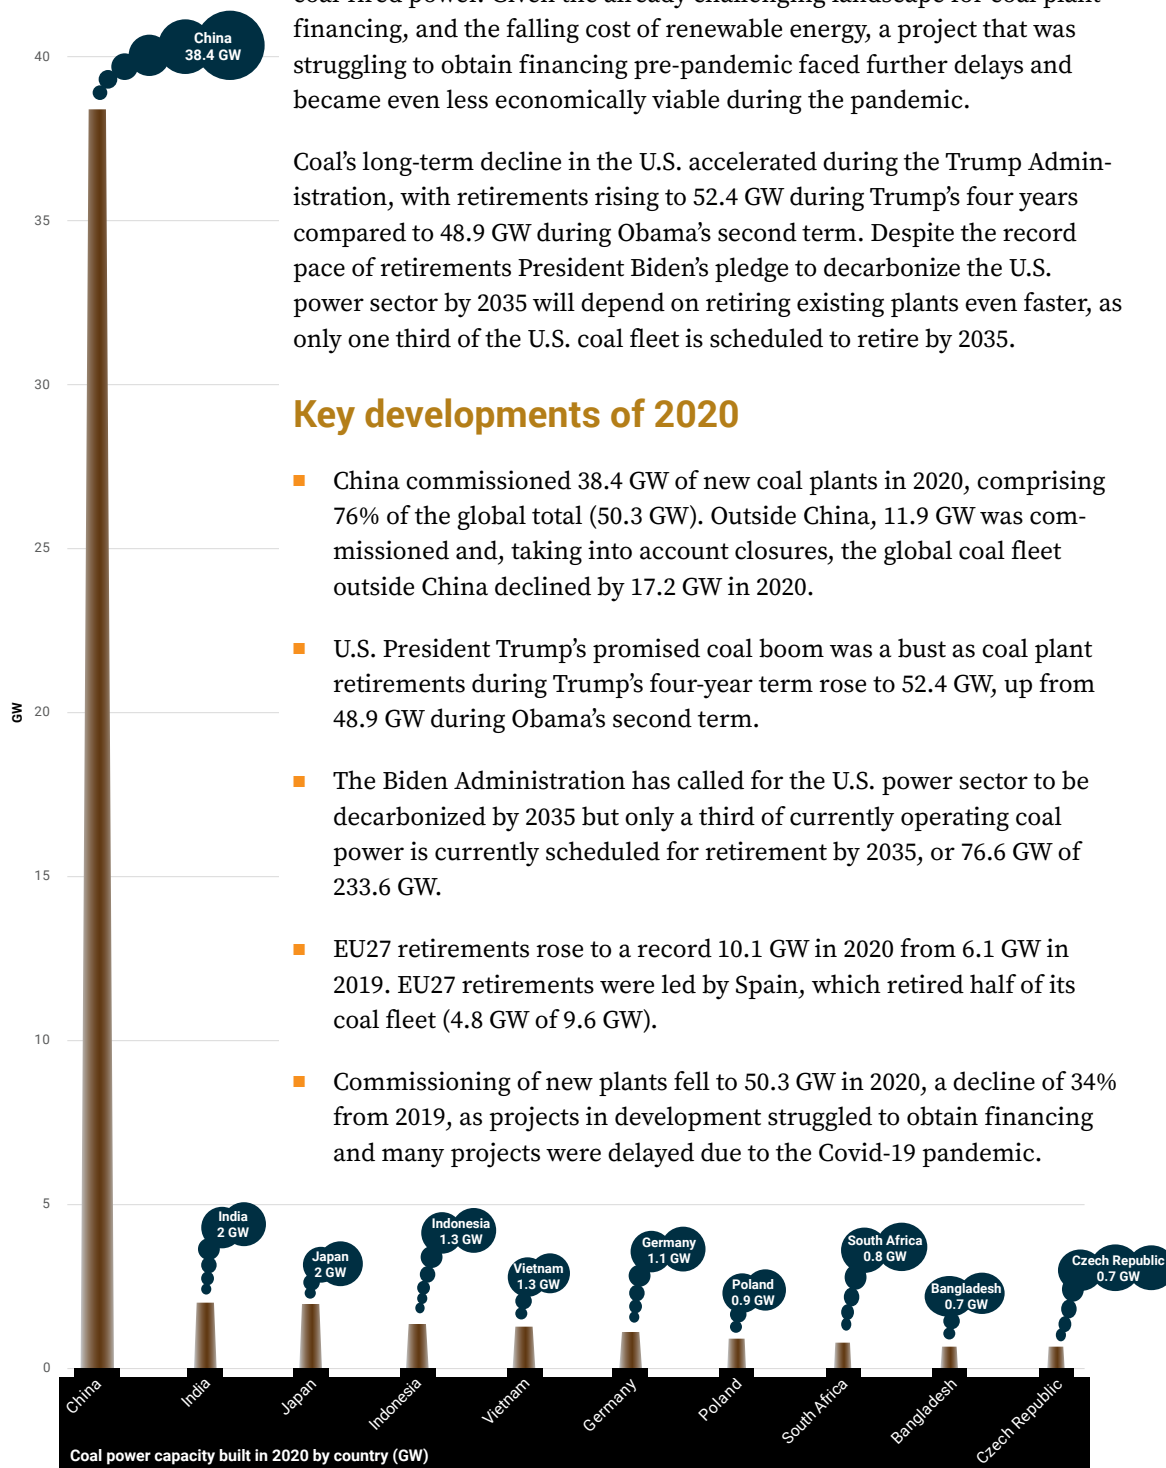 financing, and the falling cost of renewable energy, a project that was
struggling to obtain financing pre-pandemic faced further delays and
became even less economically viable during the pandemic.
Coal’s long-term decline in the U.S. accelerated during the Trump Admin-
istration, with retirements rising to 52.4 GW during Trump’s four years
compared to 48.9 GW during Obama’s second term. Despite the record
pace of retirements President Biden’s pledge to decarbonize the U.S.
power sector by 2035 will depend on retiring existing plants even faster, as
only one third of the U.S. coal fleet is scheduled to retire by 2035.
Key developments of 2020
China commissioned 38.4 GW of new coal plants in 2020, comprising
76% of the global total (50.3 GW). Outside China, 11.9 GW was com-
missioned and, taking into account closures, the global coal fleet
outside China declined by 17.2 GW in 2020.
U.S. President Trump’s promised coal boom was a bust as coal plant
retirements during Trump’s four-year term rose to 52.4 GW, up from
48.9 GW during Obama’s second term.
The Biden Administration has called for the U.S. power sector to be
decarbonized by 2035 but only a third of currently operating coal
power is currently scheduled for retirement by 2035, or 76.6 GW of
233.6 GW.
EU27 retirements rose to a record 10.1 GW in 2020 from 6.1 GW in
2019. EU27 retirements were led by Spain, which retired half of its
coal fleet (4.8 GW of 9.6 GW).
Commissioning of new plants fell to 50.3 GW in 2020, a decline of 34%
from 2019, as projects in development struggled to obtain financing
and many projects were delayed due to the Covid-19 pandemic.
GW
40
35
30
25
20
15
10
5
0
China
38.4 GW
India
2 GW
Japan
2 GW
Indonesia
1.3 GW
Vietnam
1.3 GW
Germany
1.1 GW
Poland
0.9 GW
South Africa
0.8 GW
Bangladesh
0.7 GW
Czech Republic
0.7 GW
China
India
Japan
Indonesia
Vietnam
Germany
Poland
South Africa
Bangladesh
Czech Republic
Coal power capacity built in 2020 by country (GW)